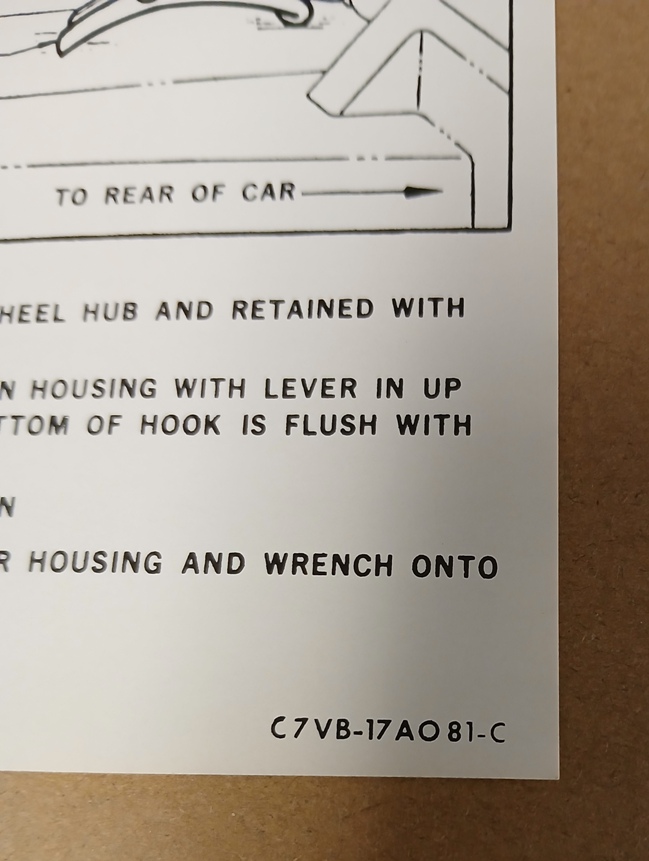 TO REAR OF CAR
HEEL HUB AND RETAINED WITH
N HOUSING WITH LEVER IN UP
TTOM OF HOOK IS FLUSH WITH
N
R HOUSING AND WRENCH ONTO
C7VB-17A081-C